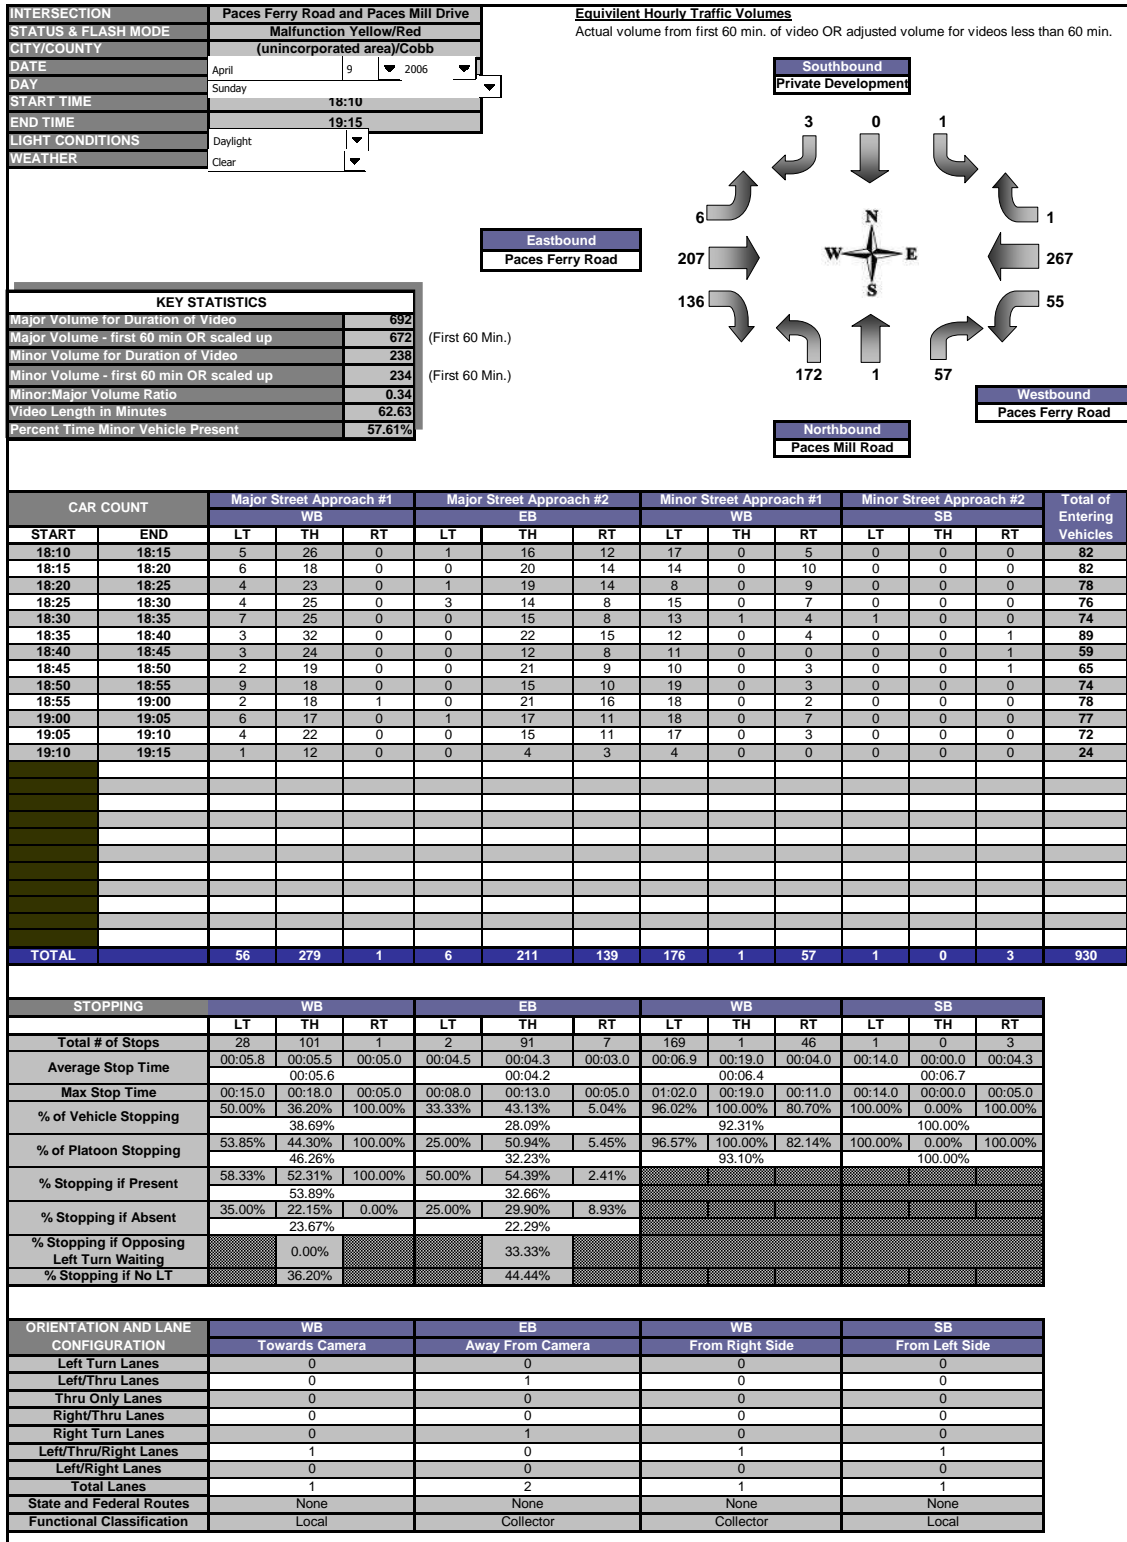 INTERSECTION Paces Ferry Road and Paces Mill Drive
STATUS & FLASH MODE Malfunction Yellow/Red
CITY/COUNTY (unincorporated area)/Cobb
DATE April 9 2006
DAY Sunday
START TIME 18:10
END TIME 19:15
LIGHT CONDITIONS Daylight
WEATHER Clear
Equivilent Hourly Traffic Volumes
Actual volume from first 60 min. of video OR adjusted volume for videos less than 60 min.
Southbound
Private Development
3 0 1
6 N 1
Eastbound
Paces Ferry Road
207 W E 267
136 S 55
172 1 57
Westbound
Paces Ferry Road
Northbound
Paces Mill Road
KEY STATISTICS
Major Volume for Duration of Video 692
Major Volume - first 60 min OR scaled up 672 (First 60 Min.)
Minor Volume for Duration of Video 238
Minor Volume - first 60 min OR scaled up 234 (First 60 Min.)
Minor:Major Volume Ratio 0.34
Video Length in Minutes 62.63
Percent Time Minor Vehicle Present 57.61%
CAR COUNT Major Street Approach #1 Major Street Approach #2 Minor Street Approach #1 Minor Street Approach #2 Total of Entering Vehicles
WB EB WB SB
START END LT TH RT LT TH RT LT TH RT LT TH RT
18:10 18:15 5 26 0 1 16 12 17 0 5 0 0 0 82
18:15 18:20 6 18 0 0 20 14 14 0 10 0 0 0 82
18:20 18:25 4 23 0 1 19 14 8 0 9 0 0 0 78
18:25 18:30 4 25 0 3 14 8 15 0 7 0 0 0 76
18:30 18:35 7 25 0 0 15 8 13 1 4 1 0 0 74
18:35 18:40 3 32 0 0 22 15 12 0 4 0 0 1 89
18:40 18:45 3 24 0 0 12 8 11 0 0 0 0 1 59
18:45 18:50 2 19 0 0 21 9 10 0 3 0 0 1 65
18:50 18:55 9 18 0 0 15 10 19 0 3 0 0 0 74
18:55 19:00 2 18 1 0 21 16 18 0 2 0 0 0 78
19:00 19:05 6 17 0 1 17 11 18 0 7 0 0 0 77
19:05 19:10 4 22 0 0 15 11 17 0 3 0 0 0 72
19:10 19:15 1 12 0 0 4 3 4 0 0 0 0 0 24
TOTAL 56 279 1 6 211 139 176 1 57 1 0 3 930
STOPPING WB EB WB SB
LT TH RT LT TH RT LT TH RT LT TH RT
Total # of Stops 28 101 1 2 91 7 169 1 46 1 0 3
Average Stop Time 00:05.8 00:05.5 00:05.0 00:04.5 00:04.3 00:03.0 00:06.9 00:19.0 00:04.0 00:14.0 00:00.0 00:04.3
00:05.6 00:04.2 00:06.4 00:06.7
Max Stop Time 00:15.0 00:18.0 00:05.0 00:08.0 00:13.0 00:05.0 01:02.0 00:19.0 00:11.0 00:14.0 00:00.0 00:05.0
% of Vehicle Stopping 50.00% 36.20% 100.00% 33.33% 43.13% 5.04% 96.02% 100.00% 80.70% 100.00% 0.00% 100.00%
38.69% 28.09% 92.31% 100.00%
% of Platoon Stopping 53.85% 44.30% 100.00% 25.00% 50.94% 5.45% 96.57% 100.00% 82.14% 100.00% 0.00% 100.00%
46.26% 32.23% 93.10% 100.00%
% Stopping if Present 58.33% 52.31% 100.00% 50.00% 54.39% 2.41%
53.89% 32.66%
% Stopping if Absent 35.00% 22.15% 0.00% 25.00% 29.90% 8.93%
23.67% 22.29%
% Stopping if Opposing
Left Turn Waiting 0.00% 33.33%
% Stopping if No LT 36.20% 44.44%
ORIENTATION AND LANE WB EB WB SB
CONFIGURATION Towards Camera Away From Camera From Right Side From Left Side
Left Turn Lanes 0 0 0 0
Left/Thru Lanes 0 1 0 0
Thru Only Lanes 0 0 0 0
Right/Thru Lanes 0 0 0 0
Right Turn Lanes 0 1 0 0
Left/Thru/Right Lanes 1 0 1 1
Left/Right Lanes 0 0 0 0
Total Lanes 1 2 1 1
State and Federal Routes None None None None
Functional Classification Local Collector Collector Local